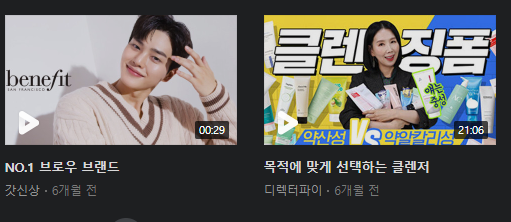 benefit
SAN FRANCISCO
00:29
NO.1 브로우 브랜드
갓신상 · 6개월 전
클렌징폼
약산성 VS 약알칼리성
21:06
목적에 맞게 선택하는 클렌저
디렉터파이 · 6개월 전